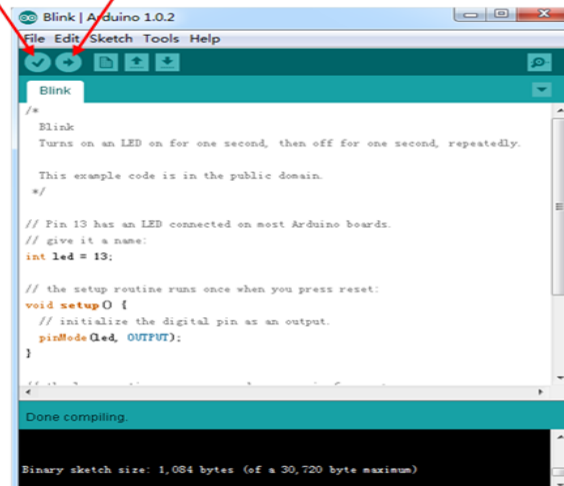 Blink | Arduino 1.0.2
File Edit Sketch Tools Help
Blink
/*
Blink
Turns on an LED on for one second, then off for one second, repeatedly.
This example code is in the public domain.
*/
// Pin 13 has an LED connected on most Arduino boards.
// give it a name:
int led = 13;
// the setup routine runs once when you press reset:
void setup() {
// initialize the digital pin as an output.
pinMode(led, OUTPUT);
}
Done compiling.
Binary sketch size: 1,084 bytes (of a 30,720 byte maximum)